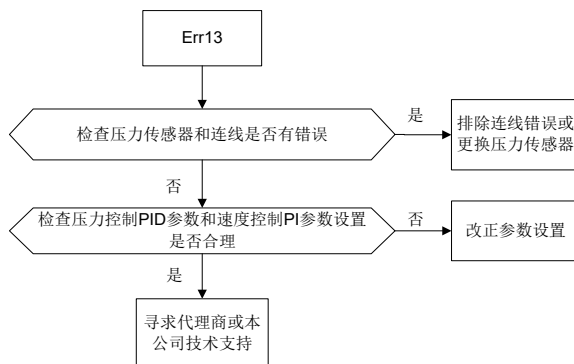 Err13
检查压力传感器和连线是否有错误
是
排除连线错误或
更换压力传感器
否
检查压力控制PID参数和速度控制PI参数设置
是否合理
否
改正参数设置
是
寻求代理商或本
公司技术支持